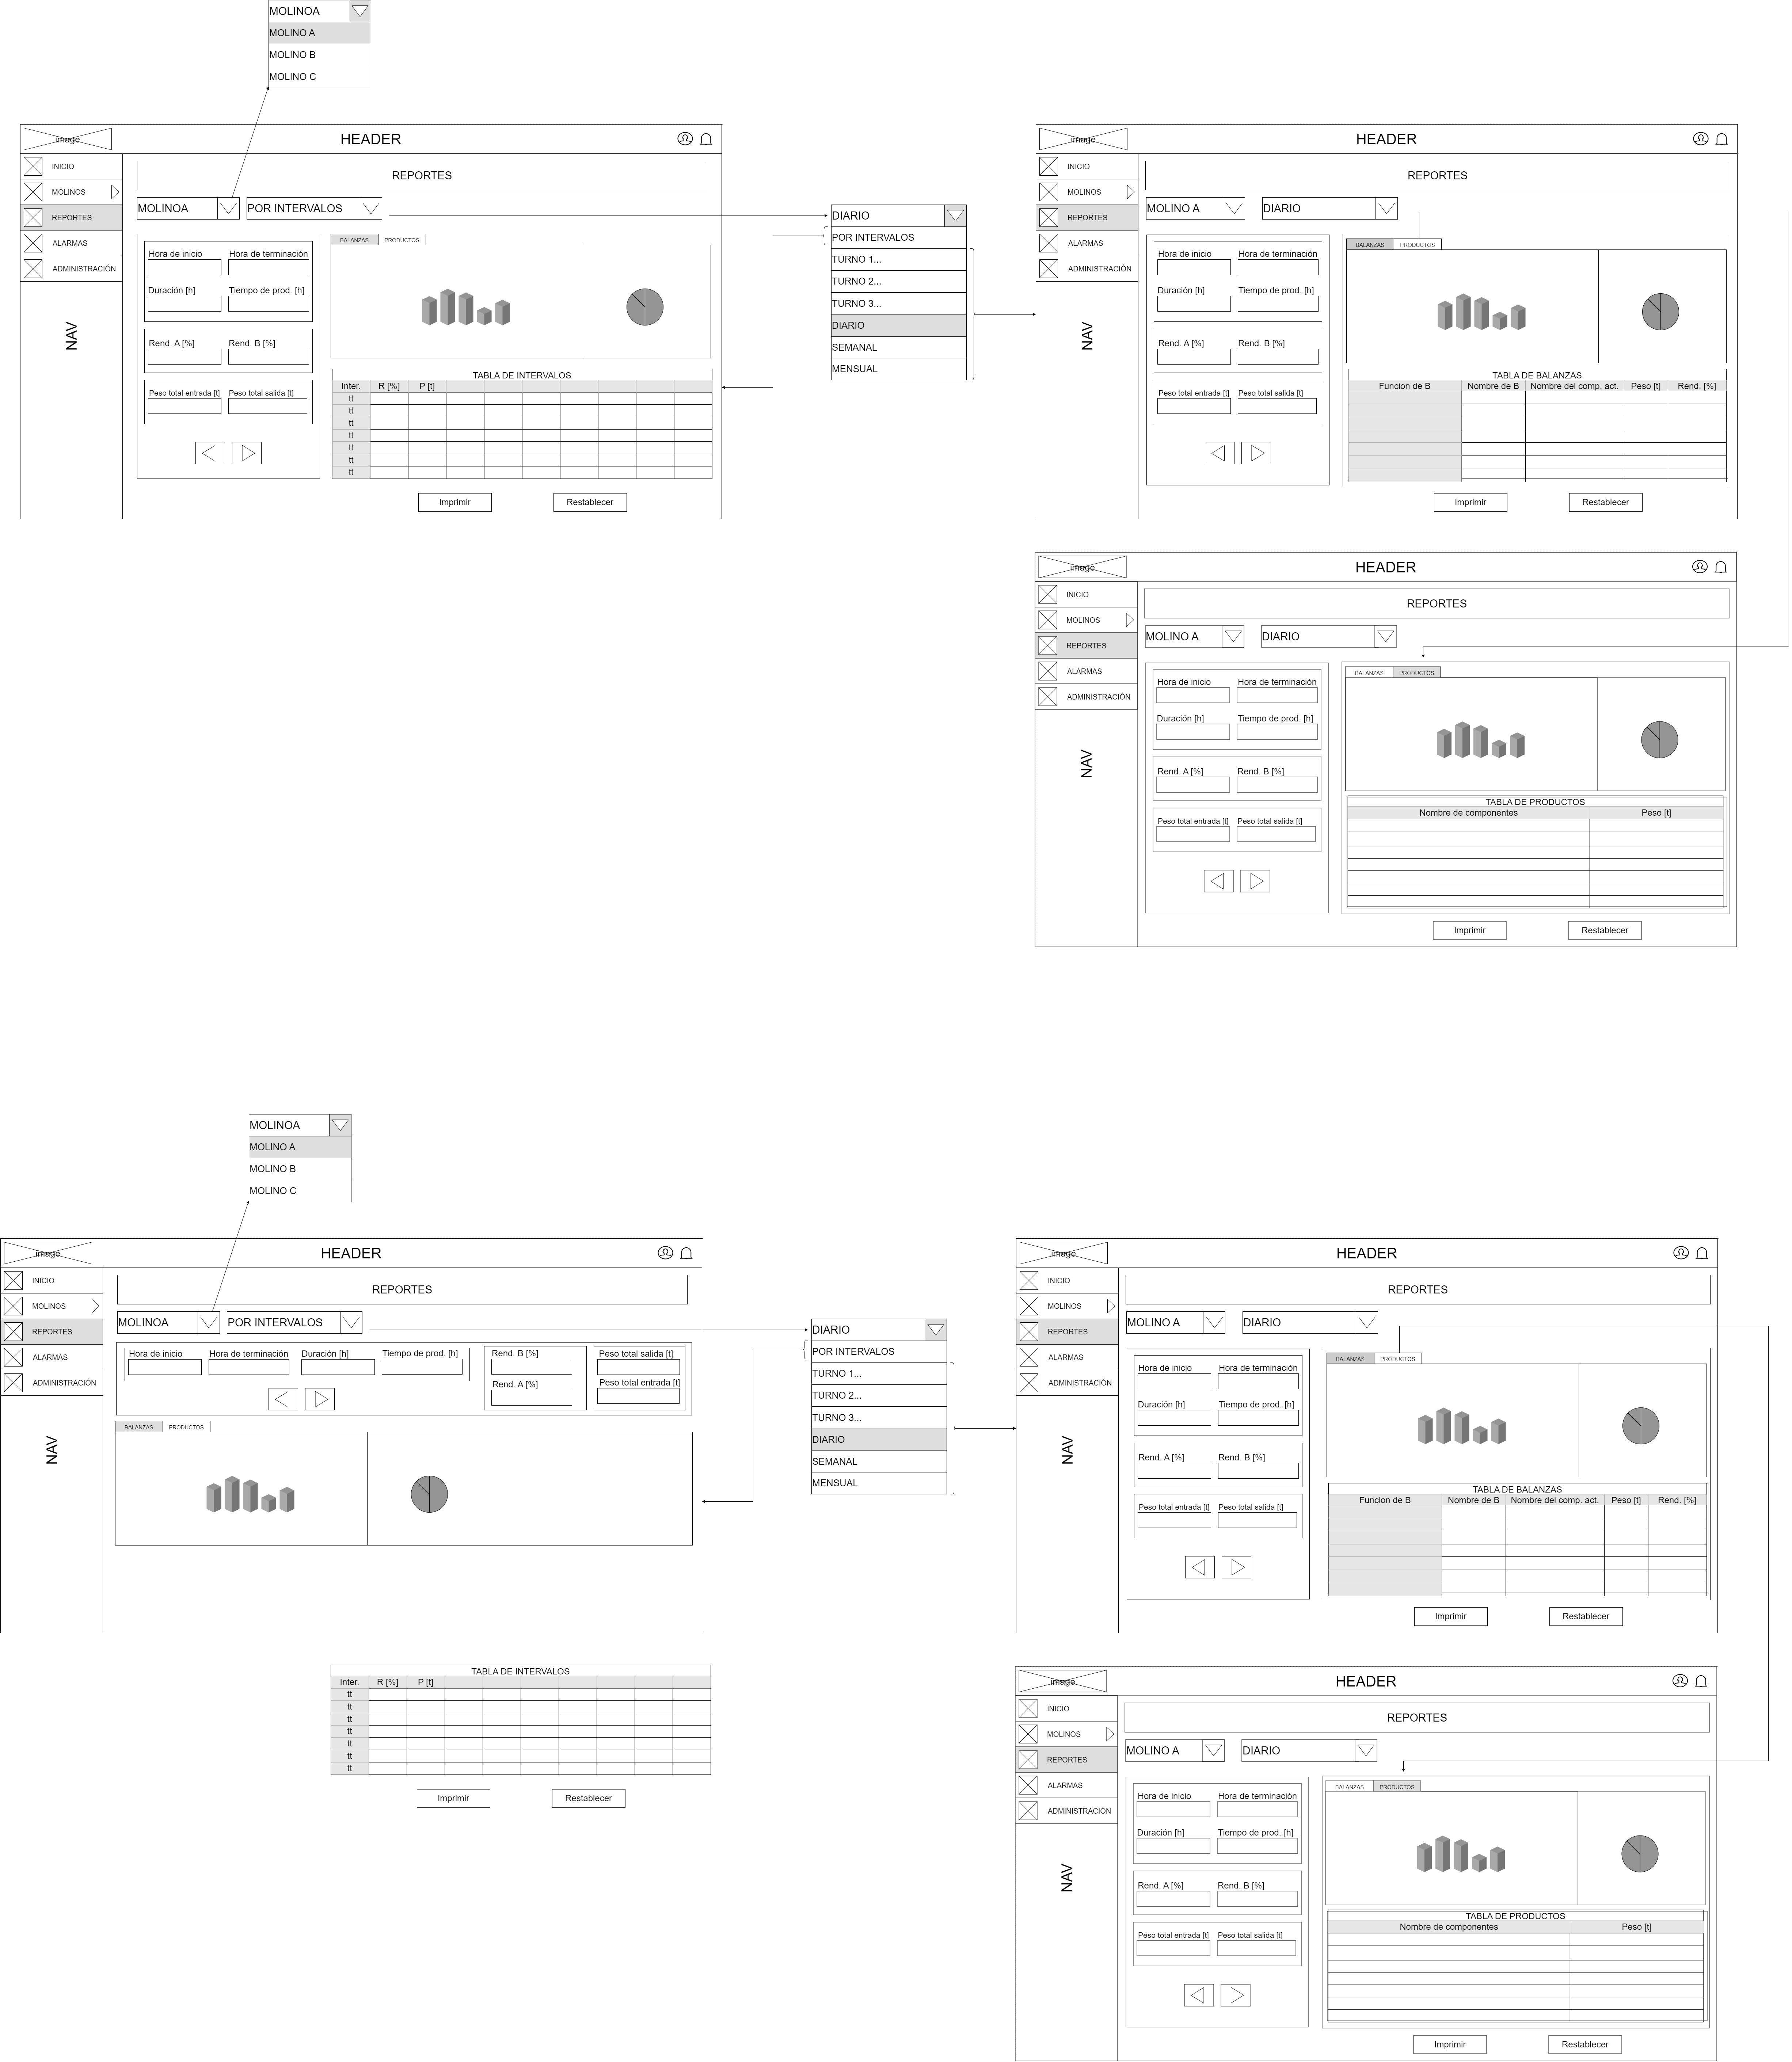 MOLINOA
MOLINO A
MOLINO B
MOLINO C
image
HEADER
INICIO
MOLINOS
REPORTES
ALARMAS
ADMINISTRACIÓN
NAV
REPORTES
MOLINOA
POR INTERVALOS
Hora de inicio
Hora de terminación
Duración [h]
Tiempo de prod. [h]
Rend. A [%]
Rend. B [%]
Peso total entrada [t]
Peso total salida [t]
BALANZAS
PRODUCTOS
TABLA DE INTERVALOS
Inter. R [%] P [t]
tt
tt
tt
tt
tt
tt
tt
Imprimir
Restablecer
DIARIO
POR INTERVALOS
TURNO 1...
TURNO 2...
TURNO 3...
DIARIO
SEMANAL
MENSUAL
image
HEADER
INICIO
MOLINOS
REPORTES
ALARMAS
ADMINISTRACIÓN
NAV
REPORTES
MOLINO A
DIARIO
Hora de inicio
Hora de terminación
Duración [h]
Tiempo de prod. [h]
Rend. A [%]
Rend. B [%]
Peso total entrada [t]
Peso total salida [t]
BALANZAS
PRODUCTOS
TABLA DE BALANZAS
Funcion de B Nombre de B Nombre del comp. act. Peso [t] Rend. [%]
Imprimir
Restablecer
image
HEADER
INICIO
MOLINOS
REPORTES
ALARMAS
ADMINISTRACIÓN
NAV
REPORTES
MOLINO A
DIARIO
Hora de inicio
Hora de terminación
Duración [h]
Tiempo de prod. [h]
Rend. A [%]
Rend. B [%]
Peso total entrada [t]
Peso total salida [t]
BALANZAS
PRODUCTOS
TABLA DE PRODUCTOS
Nombre de componentes Peso [t]
Imprimir
Restablecer
MOLINOA
MOLINO A
MOLINO B
MOLINO C
image
HEADER
INICIO
MOLINOS
REPORTES
ALARMAS
ADMINISTRACIÓN
NAV
REPORTES
MOLINOA
POR INTERVALOS
Hora de inicio
Hora de terminación
Duración [h]
Tiempo de prod. [h]
Rend. B [%]
Rend. A [%]
Peso total salida [t]
Peso total entrada [t]
BALANZAS
PRODUCTOS
DIARIO
POR INTERVALOS
TURNO 1...
TURNO 2...
TURNO 3...
DIARIO
SEMANAL
MENSUAL
TABLA DE INTERVALOS
Inter. R [%] P [t]
tt
tt
tt
tt
tt
tt
tt
Imprimir
Restablecer
image
HEADER
INICIO
MOLINOS
REPORTES
ALARMAS
ADMINISTRACIÓN
NAV
REPORTES
MOLINO A
DIARIO
Hora de inicio
Hora de terminación
Duración [h]
Tiempo de prod. [h]
Rend. A [%]
Rend. B [%]
Peso total entrada [t]
Peso total salida [t]
BALANZAS
PRODUCTOS
TABLA DE BALANZAS
Funcion de B Nombre de B Nombre del comp. act. Peso [t] Rend. [%]
Imprimir
Restablecer
image
HEADER
INICIO
MOLINOS
REPORTES
ALARMAS
ADMINISTRACIÓN
NAV
REPORTES
MOLINO A
DIARIO
Hora de inicio
Hora de terminación
Duración [h]
Tiempo de prod. [h]
Rend. A [%]
Rend. B [%]
Peso total entrada [t]
Peso total salida [t]
BALANZAS
PRODUCTOS
TABLA DE PRODUCTOS
Nombre de componentes Peso [t]
Imprimir
Restablecer